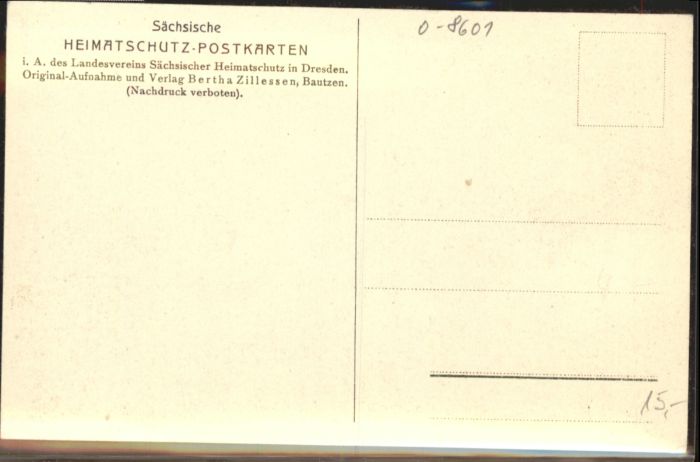 Sächsische
HEIMATSCHUTZ-POSTKARTEN
i. A. des Landesvereins Sächsischer Heimatschutz in Dresden.
Original-Aufnahme und Verlag Bertha Zillessen, Bautzen.
(Nachdruck verboten).
O-8601
15,-